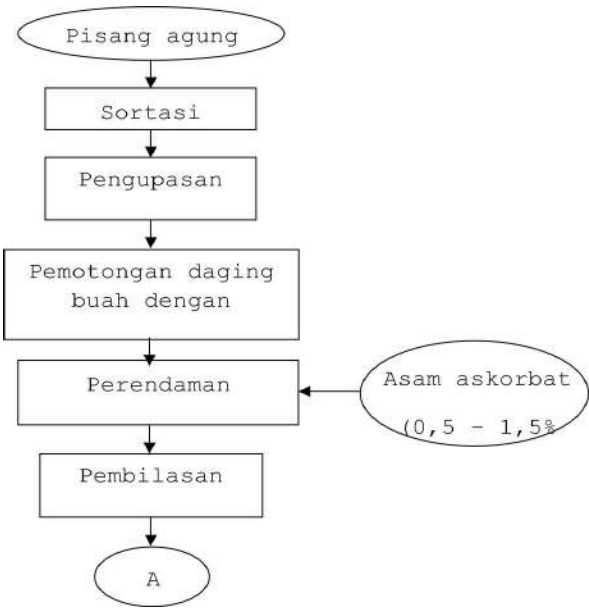 Pisang agung
Sortasi
Pengupasan
Pemotongan daging
buah dengan
Perendaman
Asam askorbat
(0,5 – 1,5%
Pembilasan
A